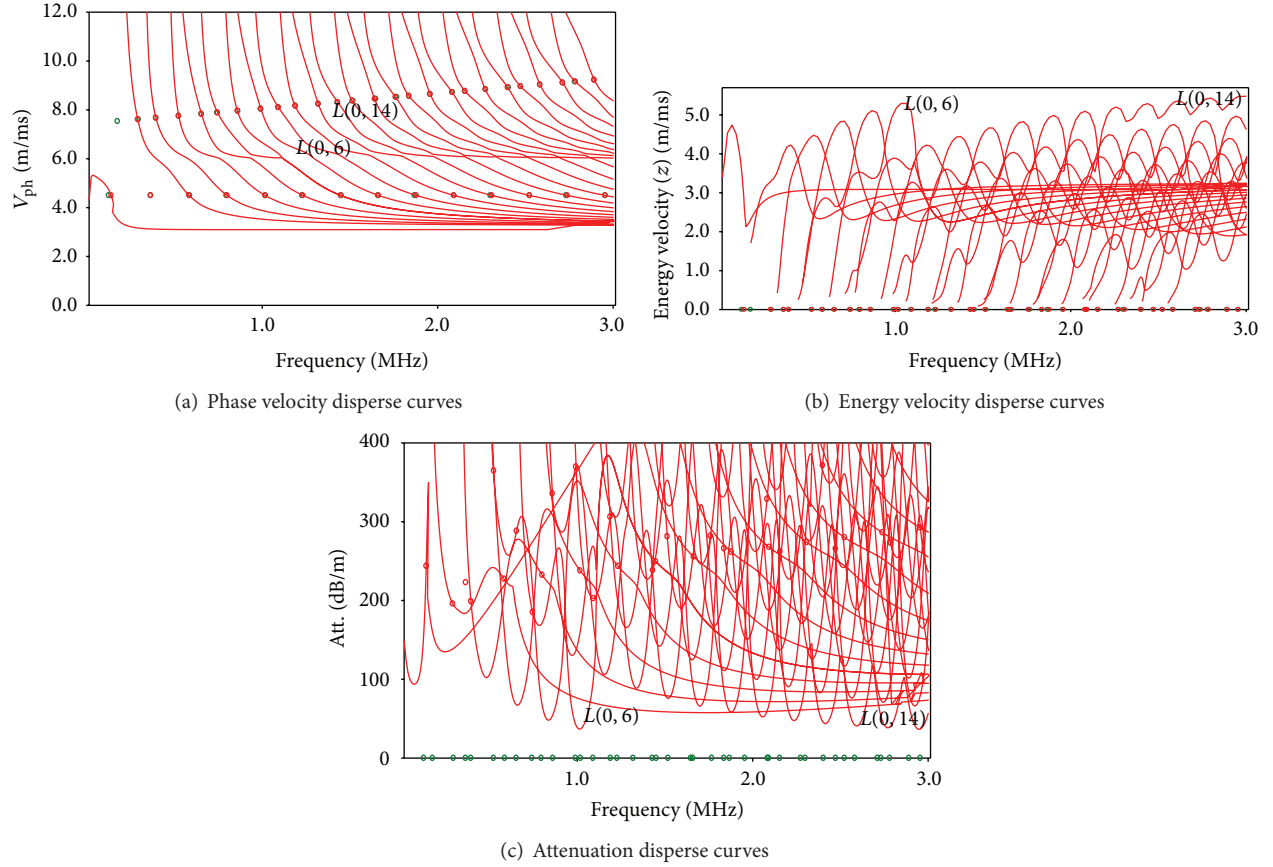 12.0
10.0
8.0
6.0
4.0
2.0
0.0
V_ph (m/ms)
L(0, 14)
L(0, 6)
1.0
2.0
3.0
Frequency (MHz)
(a) Phase velocity disperse curves
5.0
4.0
3.0
2.0
1.0
0.0
Energy velocity (z) (m/ms)
L(0, 6)
L(0, 14)
1.0
2.0
3.0
Frequency (MHz)
(b) Energy velocity disperse curves
400
300
200
100
0
Att. (dB/m)
L(0, 6)
L(0, 14)
1.0
2.0
3.0
Frequency (MHz)
(c) Attenuation disperse curves